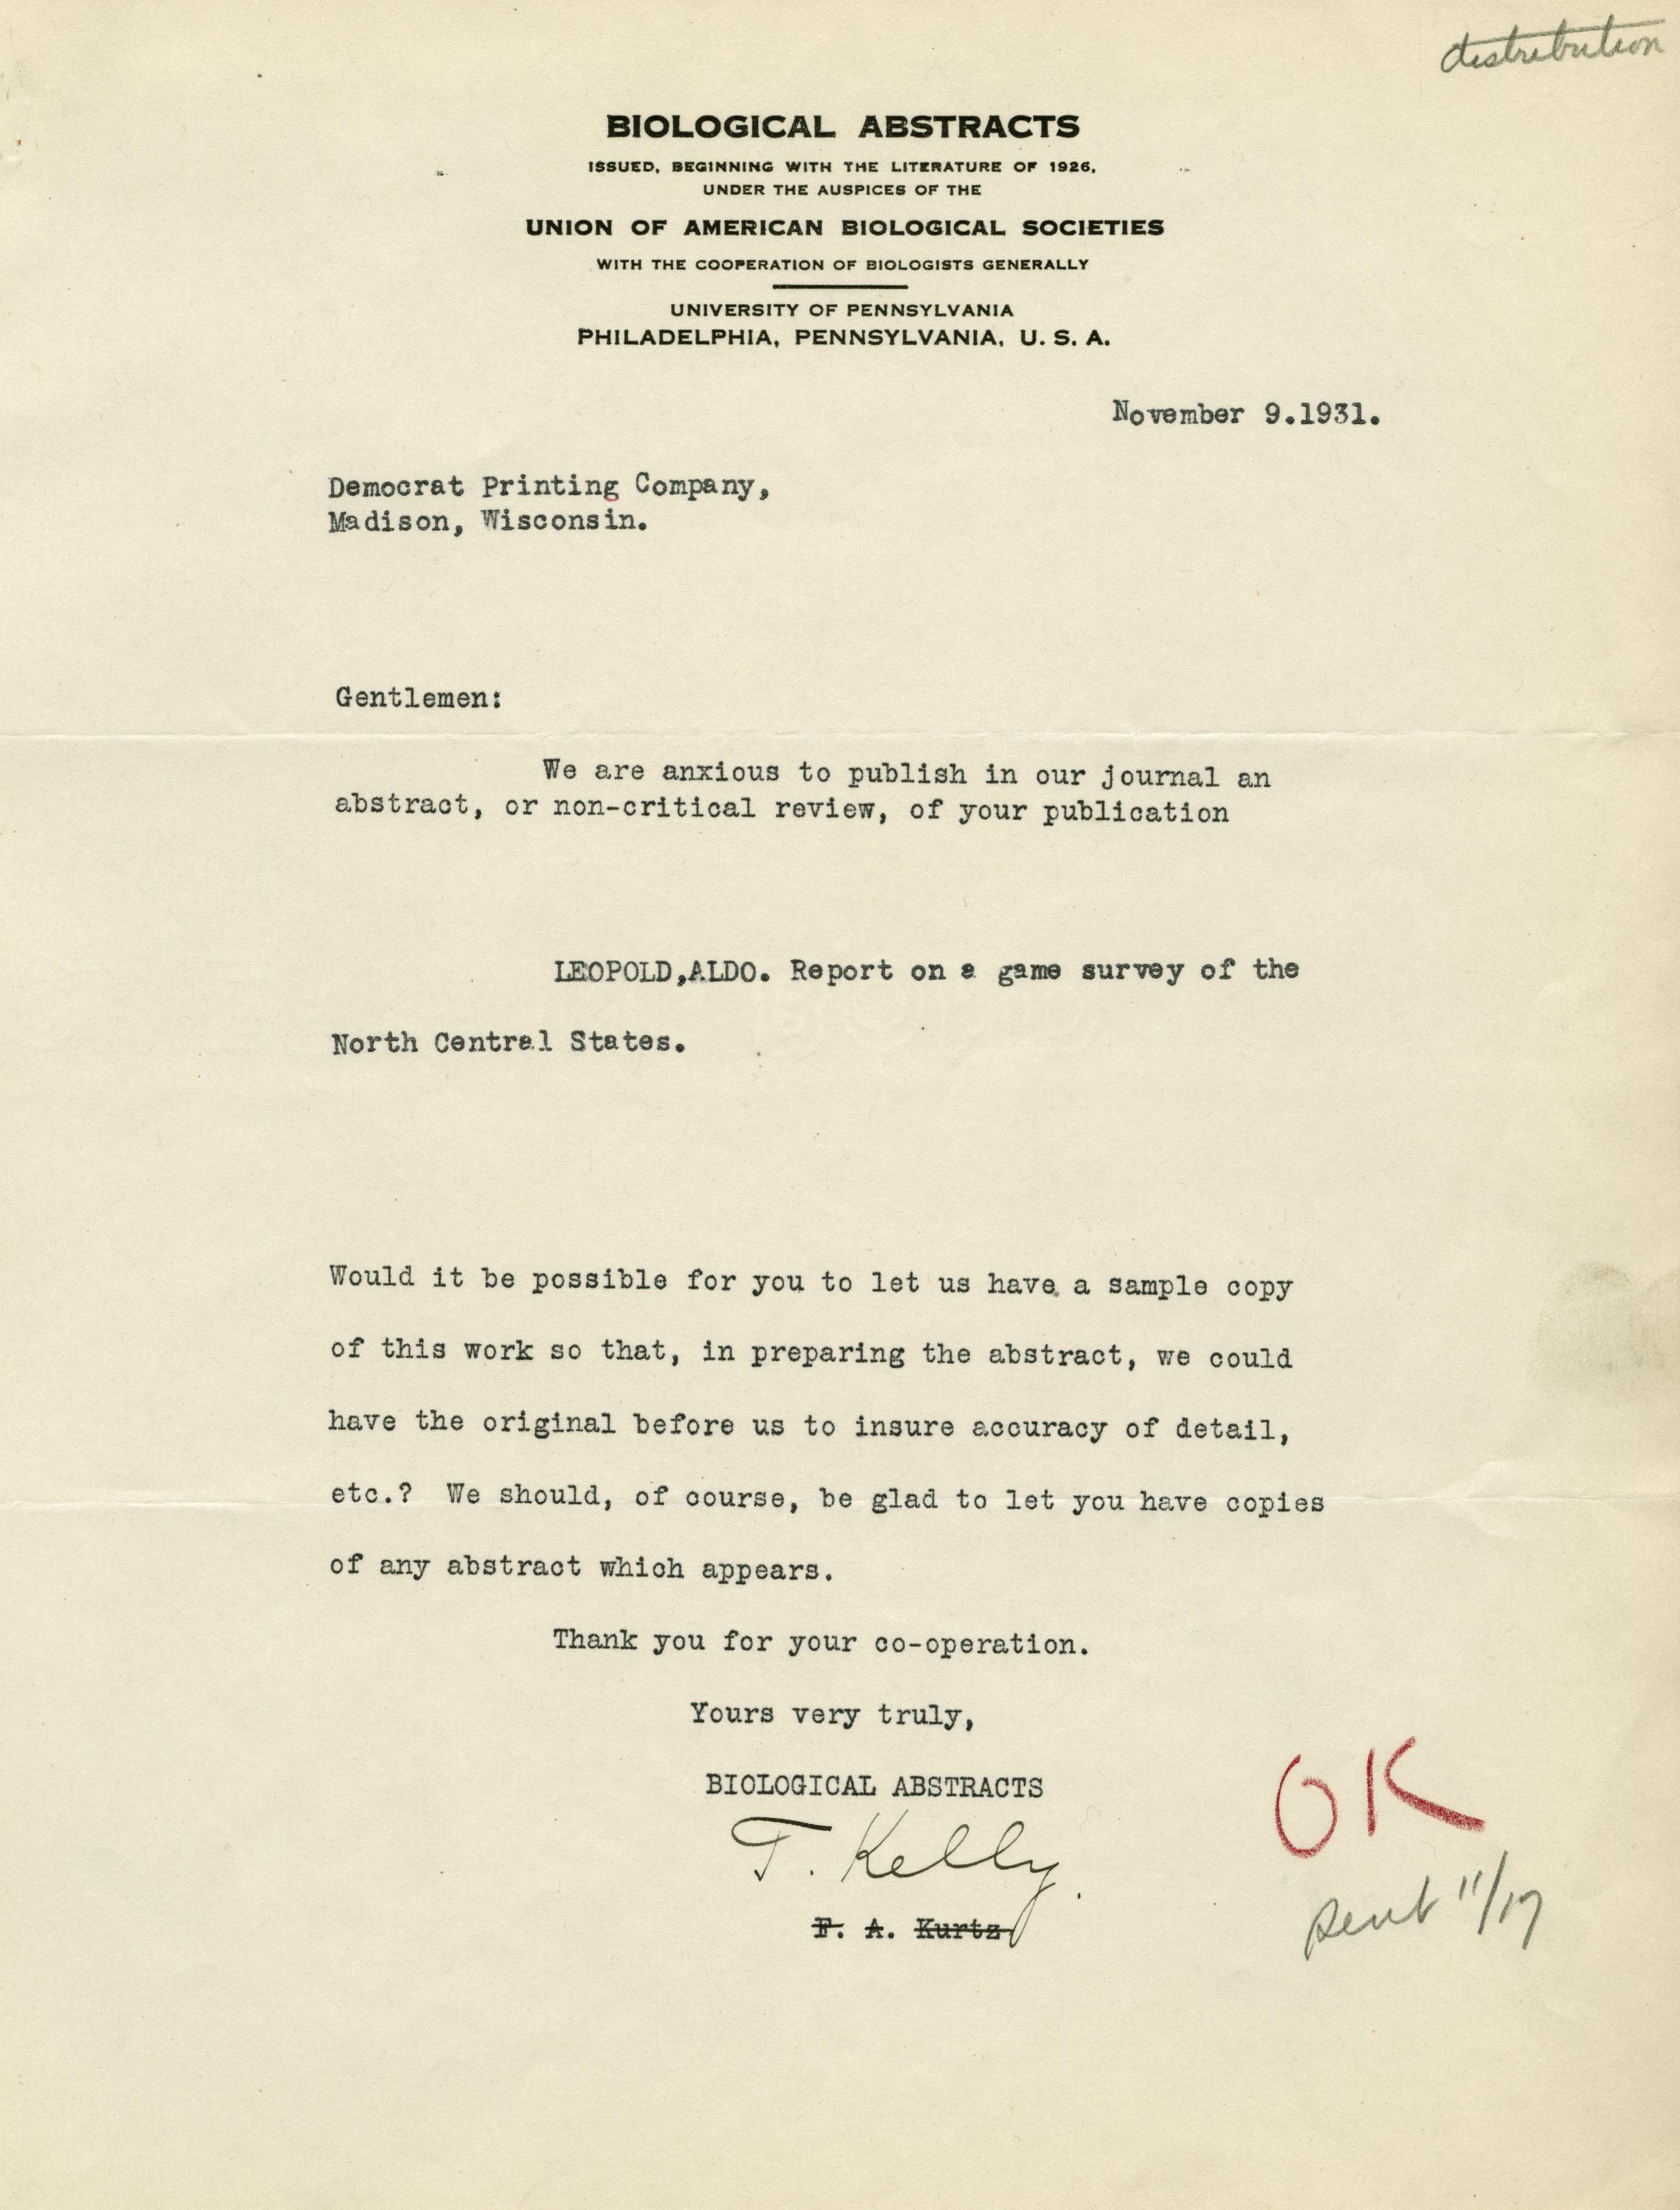 distribution
BIOLOGICAL ABSTRACTS
ISSUED, BEGINNING WITH THE LITERATURE OF 1926,
UNDER THE AUSPICES OF THE
UNION OF AMERICAN BIOLOGICAL SOCIETIES
WITH THE COOPERATION OF BIOLOGISTS GENERALLY
UNIVERSITY OF PENNSYLVANIA
PHILADELPHIA, PENNSYLVANIA, U. S. A.
November 9.1931.
Democrat Printing Company,
Madison, Wisconsin.
Gentlemen:
We are anxious to publish in our journal an
abstract, or non-critical review, of your publication
LEOPOLD,ALDO. Report on a game survey of the
North Central States.
Would it be possible for you to let us have a sample copy
of this work so that, in preparing the abstract, we could
have the original before us to insure accuracy of detail,
etc.? We should, of course, be glad to let you have copies
of any abstract which appears.
Thank you for your co-operation.
Yours very truly,
BIOLOGICAL ABSTRACTS
T. Kelly.
F. A. Kurtz
OK
sent 11/17